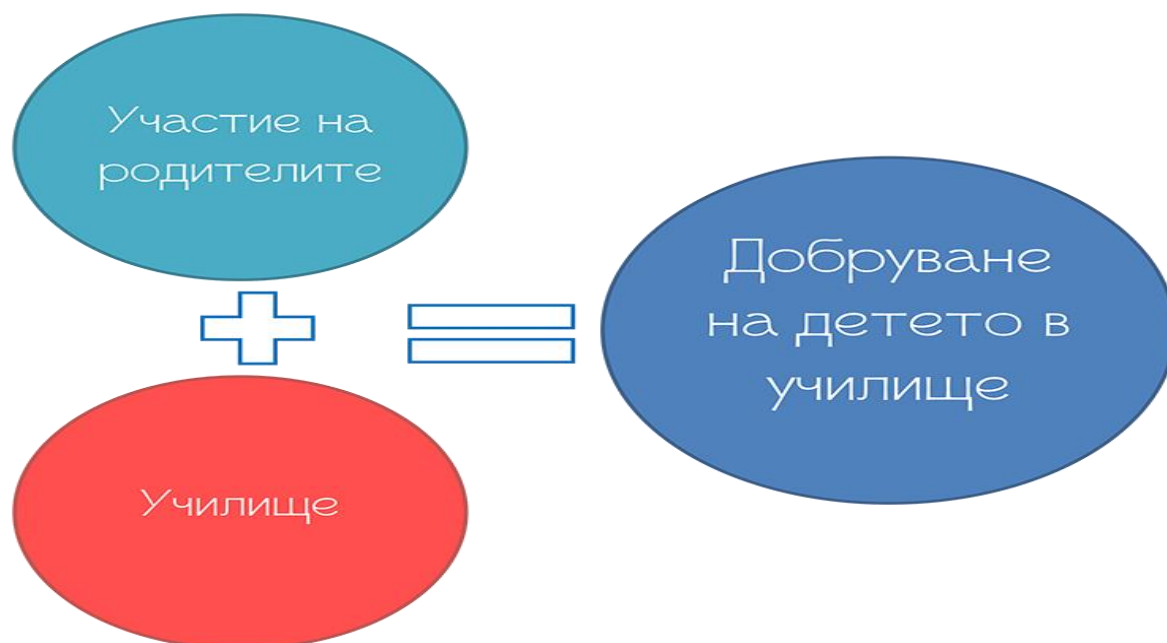 Участие на
родителите
Училище
Добруване
на детето в
училище